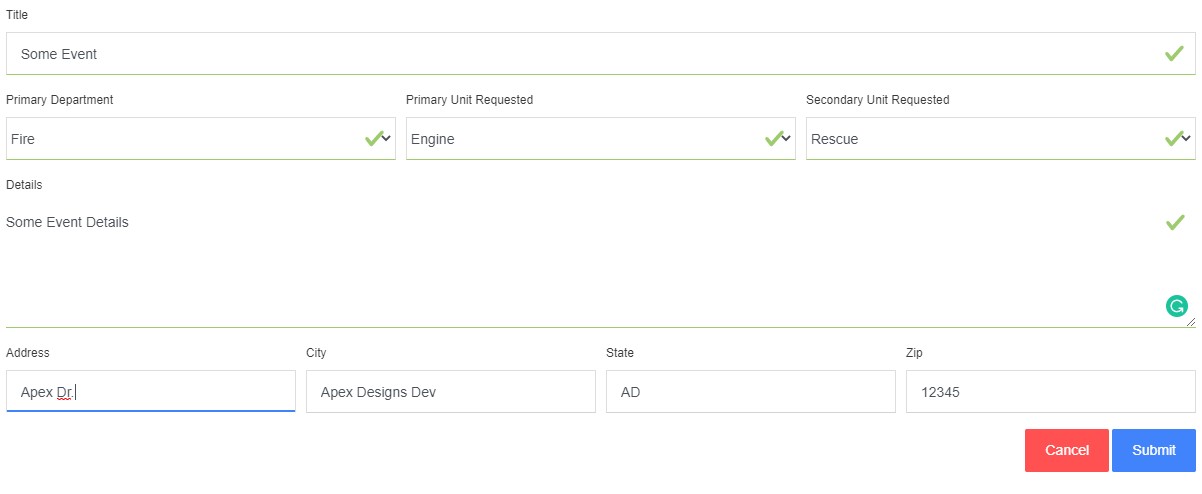 Title
Some Event
Primary Department Primary Unit Requested Secondary Unit Requested
Fire Engine Rescue
Details
Some Event Details
Address City State Zip
Apex Dr. Apex Designs Dev AD 12345
Cancel Submit